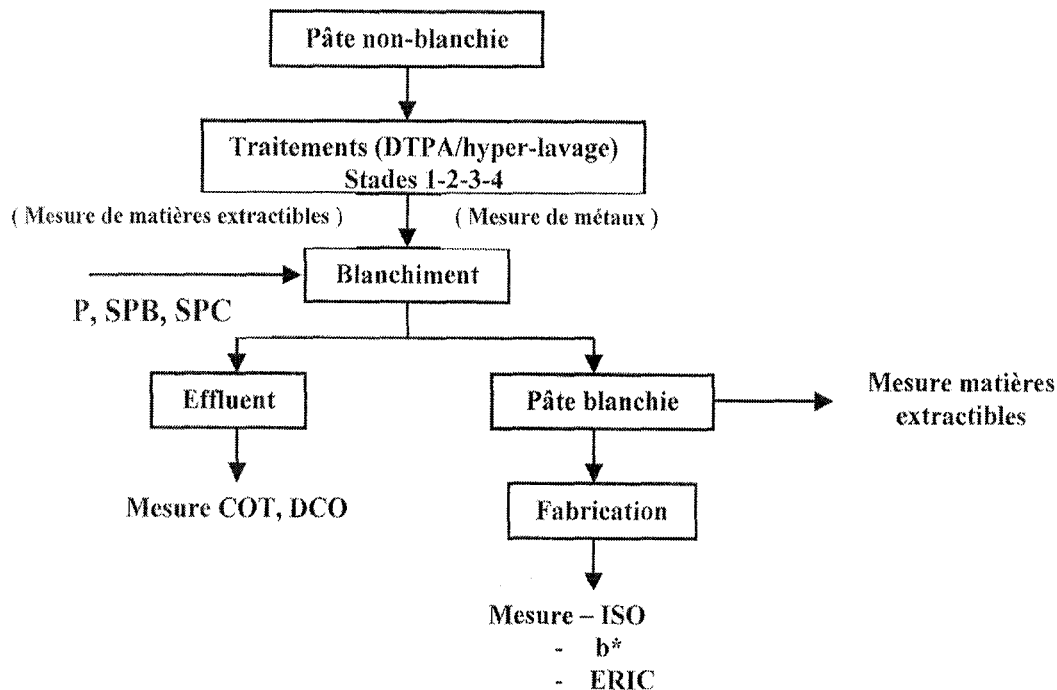 Pâte non-blanchie
Traitements (DTPA/hyper-lavage)
Stades 1-2-3-4
( Mesure de matières extractibles )
( Mesure de métaux )
Blanchiment
P, SPB, SPC
Effluent
Pâte blanchie
Mesure matières
extractibles
Mesure COT, DCO
Fabrication
Mesure – ISO
- b*
- ERIC